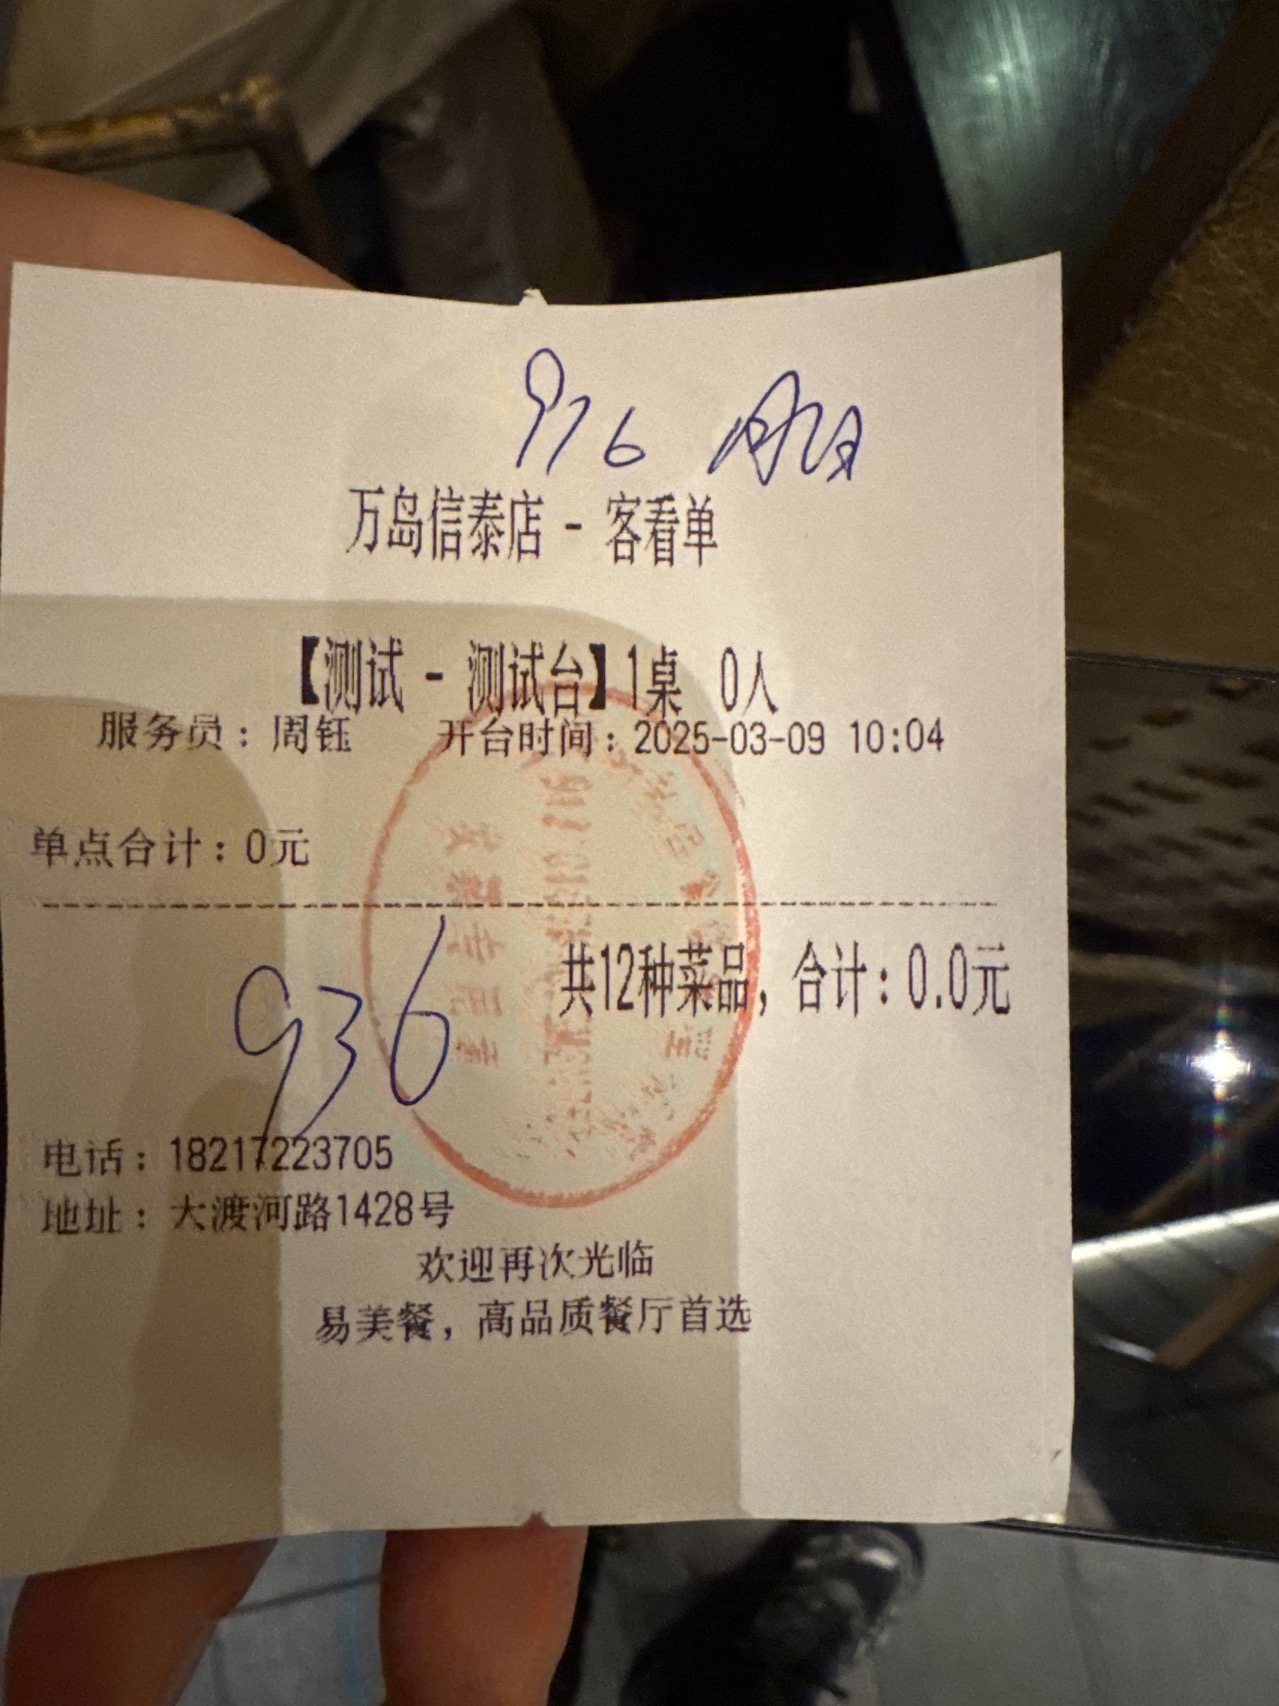 976
万岛信泰店 - 客看单
【测试 - 测试台】1桌 0人
服务员：周钰 开台时间：2025-03-09 10:04
单点合计：0元
共12种菜品，合计：0.0元
936
电话：18217223705
地址：大渡河路1428号
欢迎再次光临
易美餐，高品质餐厅首选